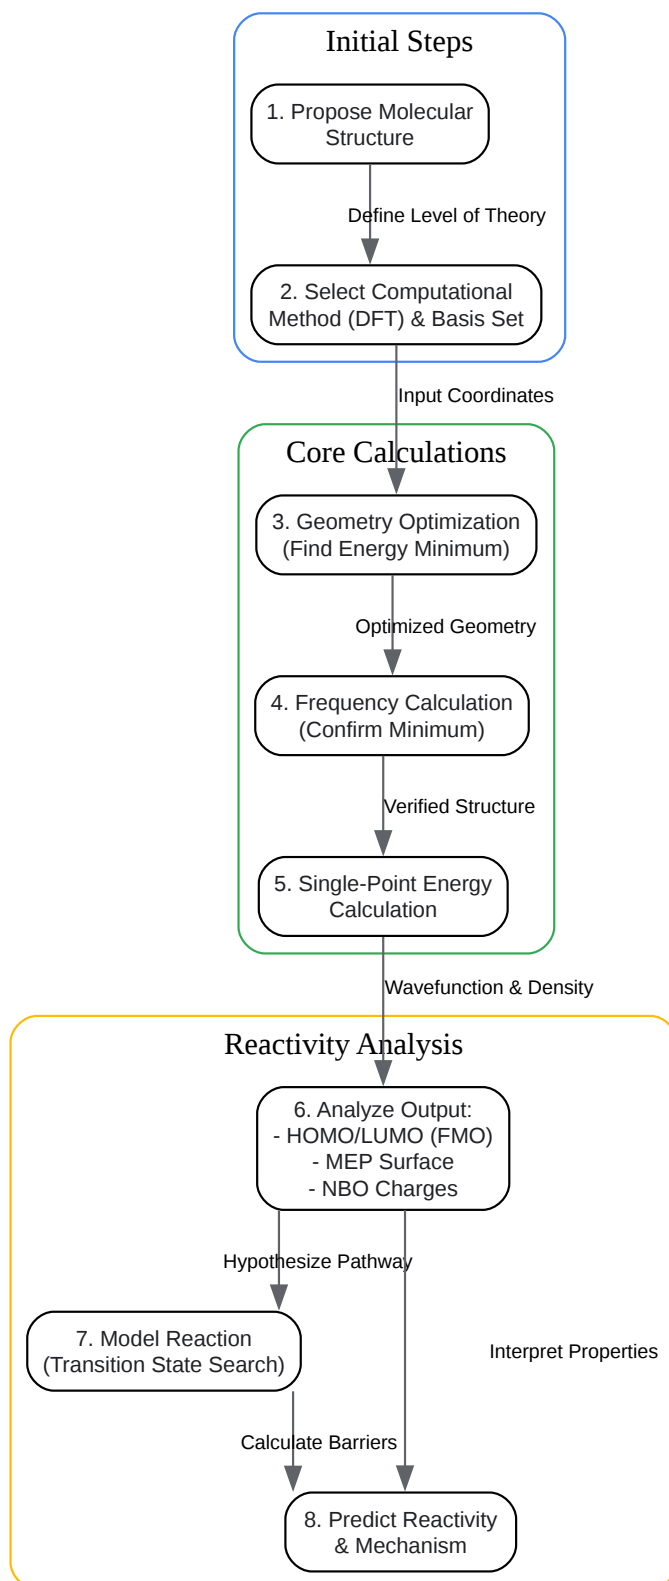 Initial Steps
1. Propose Molecular
Structure
Define Level of Theory
2. Select Computational
Method (DFT) & Basis Set
Input Coordinates
Core Calculations
3. Geometry Optimization
(Find Energy Minimum)
Optimized Geometry
4. Frequency Calculation
(Confirm Minimum)
Verified Structure
5. Single-Point Energy
Calculation
Wavefunction & Density
Reactivity Analysis
6. Analyze Output:
- HOMO/LUMO (FMO)
- MEP Surface
- NBO Charges
Hypothesize Pathway
7. Model Reaction
(Transition State Search)
Interpret Properties
Calculate Barriers
8. Predict Reactivity
& Mechanism